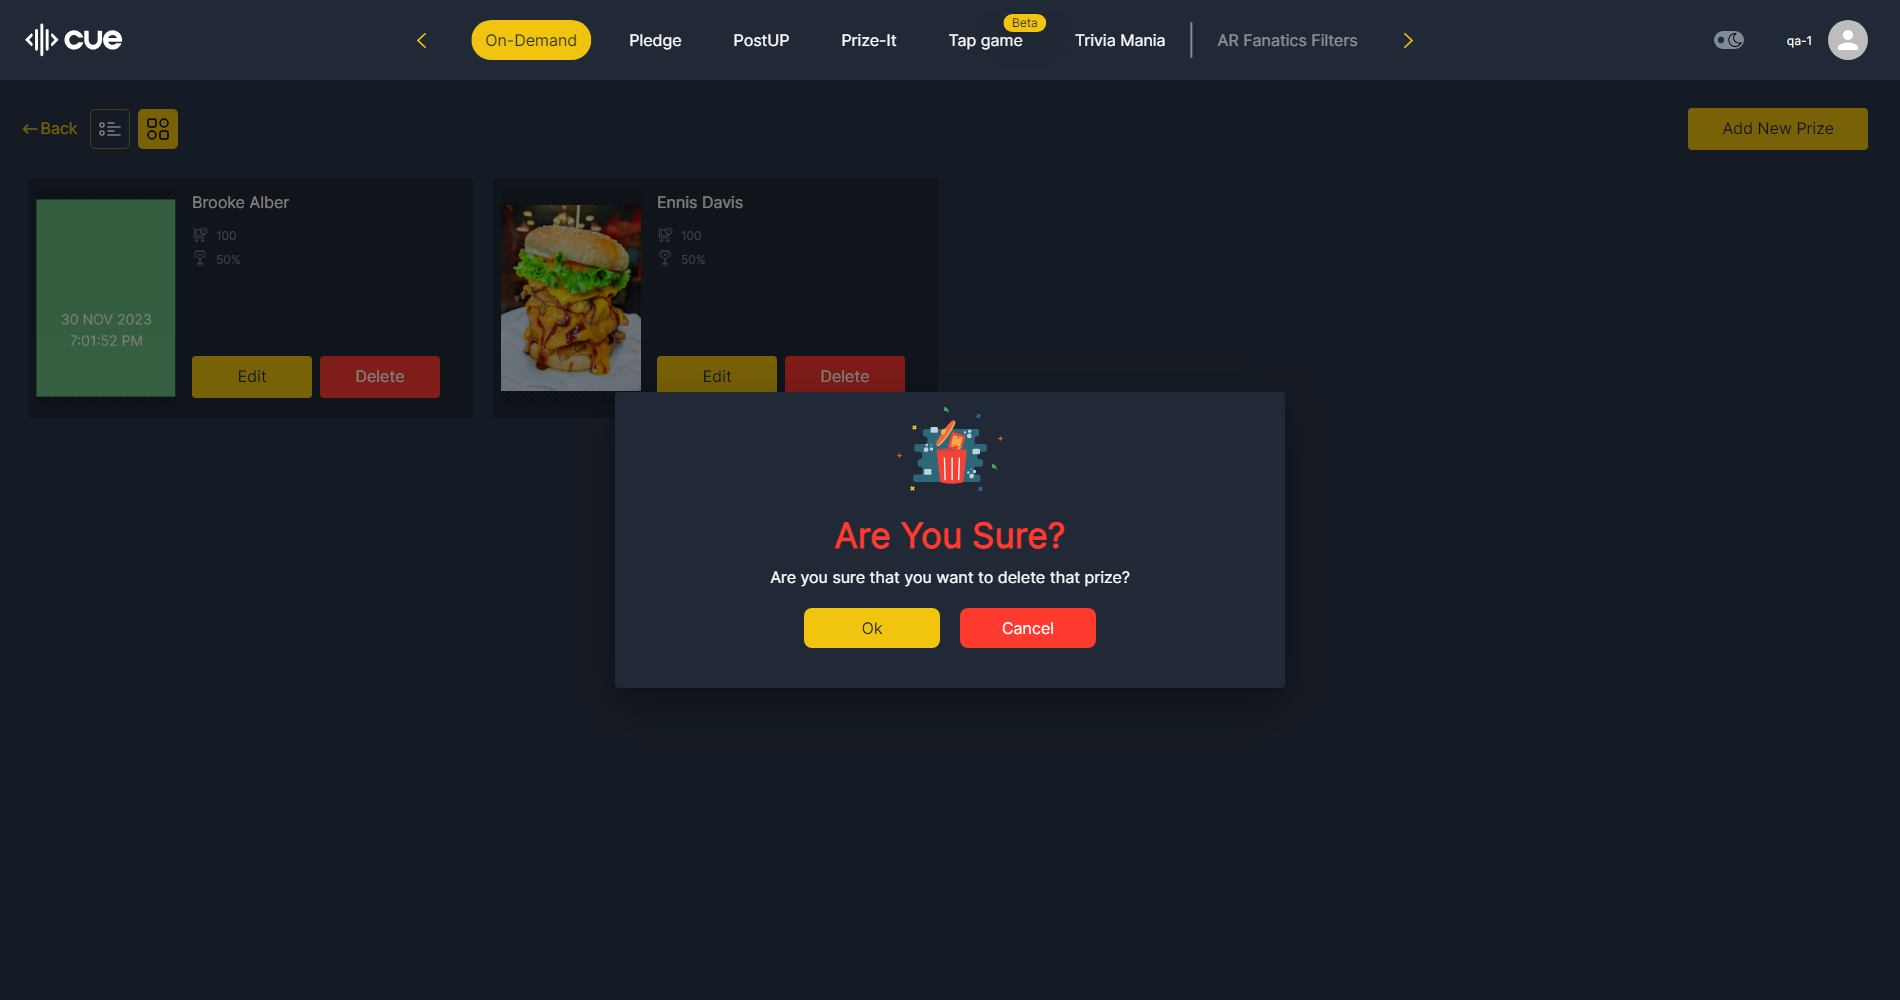 cue
On-Demand
Pledge
PostUP
Prize-It
Tap game
Beta
Trivia Mania
AR Fanatics Filters
qa-1
Back
Add New Prize
Brooke Alber
100
50%
30 NOV 2023
7:01:52 PM
Edit
Delete
Ennis Davis
100
50%
Edit
Delete
Are You Sure?
Are you sure that you want to delete that prize?
Ok
Cancel